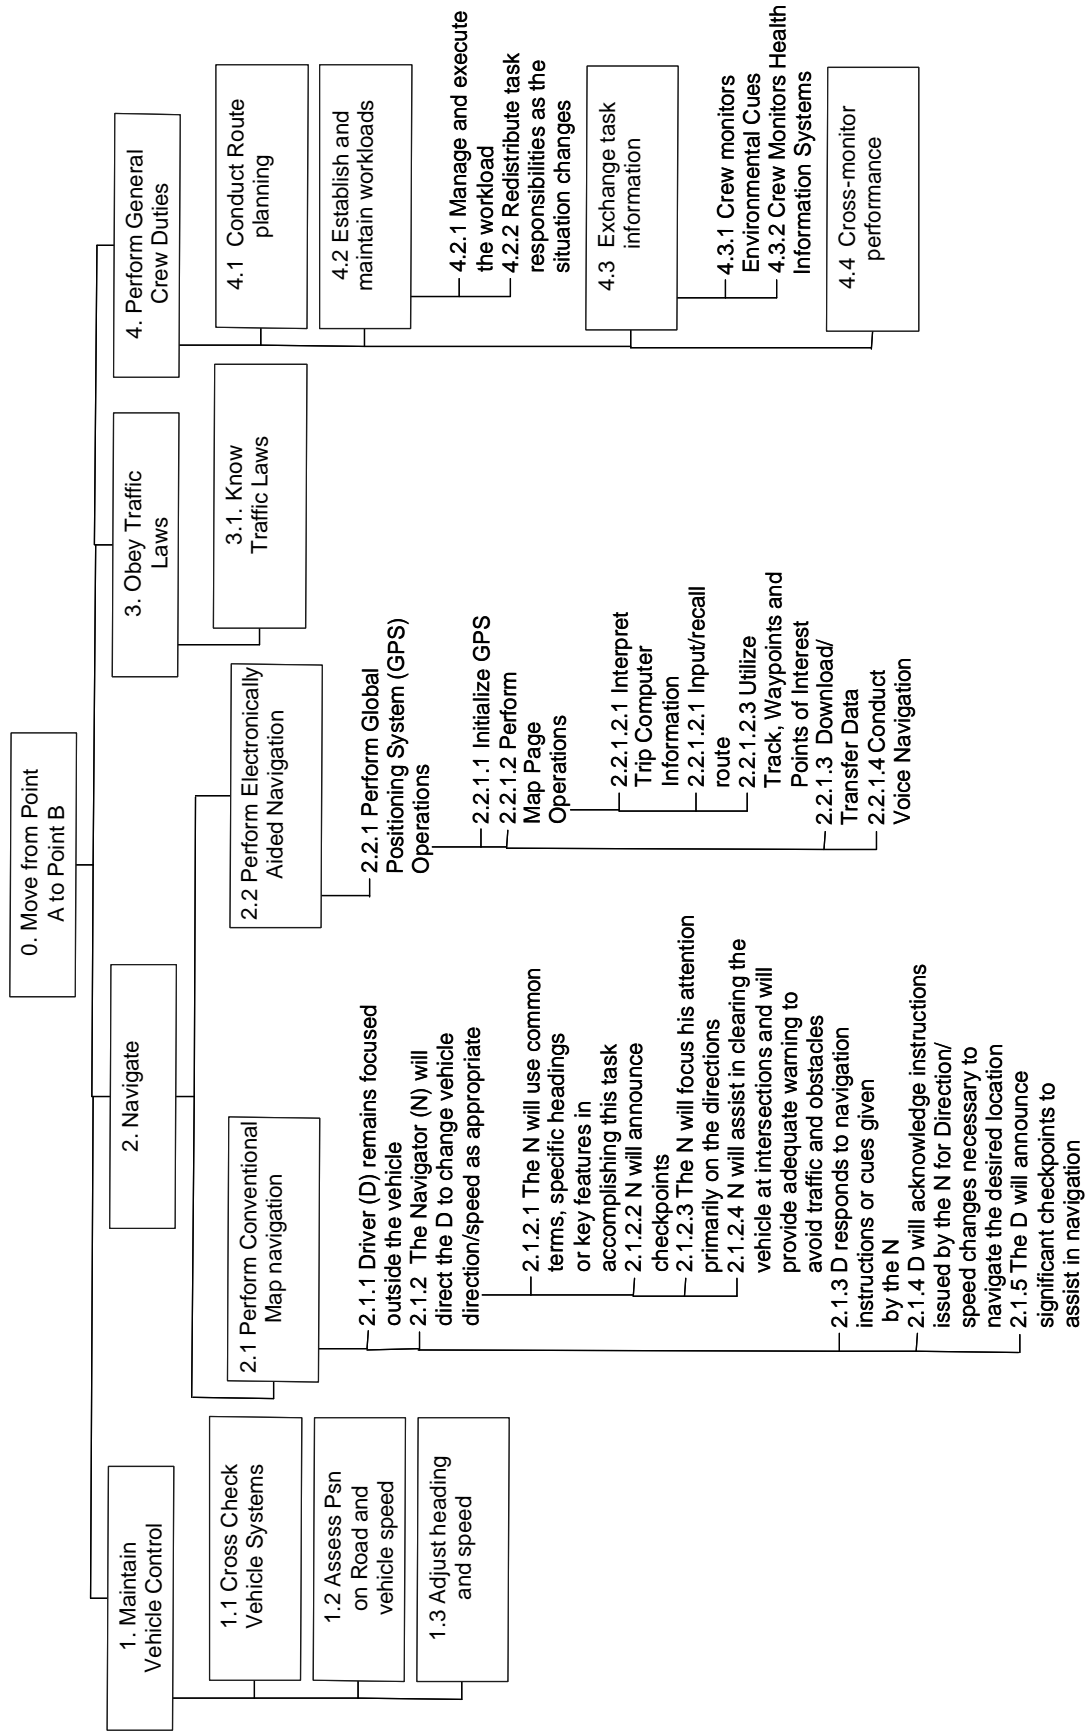 0. Move from Point
A to Point B
1. Maintain
Vehicle Control
1.1 Cross Check
Vehicle Systems
1.2 Assess Psn
on Road and
vehicle speed
1.3 Adjust heading
and speed
2. Navigate
2.1 Perform Conventional
Map navigation
2.1.1 Driver (D) remains focused
outside the vehicle
2.1.2 The Navigator (N) will
direct the D to change vehicle
direction/speed as appropriate
2.1.2.1 The N will use common
terms, specific headings
or key features in
accomplishing this task
2.1.2.2 N will announce
checkpoints
2.1.2.3 The N will focus his attention
primarily on the directions
2.1.2.4 N will assist in clearing the
vehicle at intersections and will
provide adequate warning to
avoid traffic and obstacles
2.1.3 D responds to navigation
instructions or cues given
by the N
2.1.4 D will acknowledge instructions
issued by the N for Direction/
speed changes necessary to
navigate the desired location
2.1.5 The D will announce
significant checkpoints to
assist in navigation
2.2 Perform Electronically
Aided Navigation
2.2.1 Perform Global
Positioning System (GPS)
Operations
2.2.1.1 Initialize GPS
2.2.1.2 Perform
Map Page
Operations
2.2.1.2.1 Interpret
Trip Computer
Information
2.2.1.2.1 Input/recall
route
2.2.1.2.3 Utilize
Track, Waypoints and
Points of Interest
2.2.1.3 Download/
Transfer Data
2.2.1.4 Conduct
Voice Navigation
3. Obey Traffic
Laws
3.1. Know
Traffic Laws
4. Perform General
Crew Duties
4.1 Conduct Route
planning
4.2 Establish and
maintain workloads
4.2.1 Manage and execute
the workload
4.2.2 Redistribute task
responsibilities as the
situation changes
4.3 Exchange task
information
4.3.1 Crew monitors
Environmental Cues
4.3.2 Crew Monitors Health
Information Systems
4.4 Cross-monitor
performance